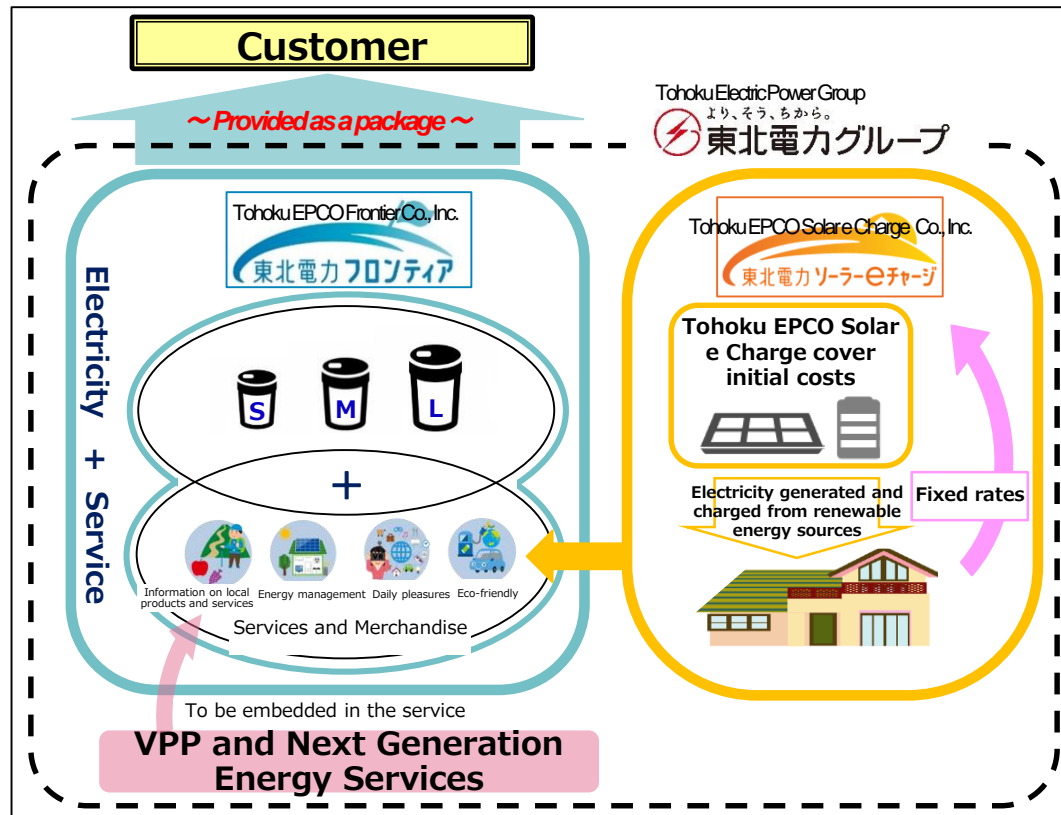 Customer
~ Provided as a package ~
Tohoku Electric Power Group
より、そう、ちから。
東北電力グループ
Electricity + Service
Tohoku EPCO Frontier Co., Inc.
東北電力 フロンティア
S
M
L
+
Information on local
products and services
Energy management
Daily pleasures
Eco-friendly
Services and Merchandise
To be embedded in the service
VPP and Next Generation
Energy Services
Tohoku EPCO Solar e Charge Co., Inc.
東北電力 ソーラーeチャージ
Tohoku EPCO Solar
e Charge cover
initial costs
Electricity generated and
charged from renewable
energy sources
Fixed rates